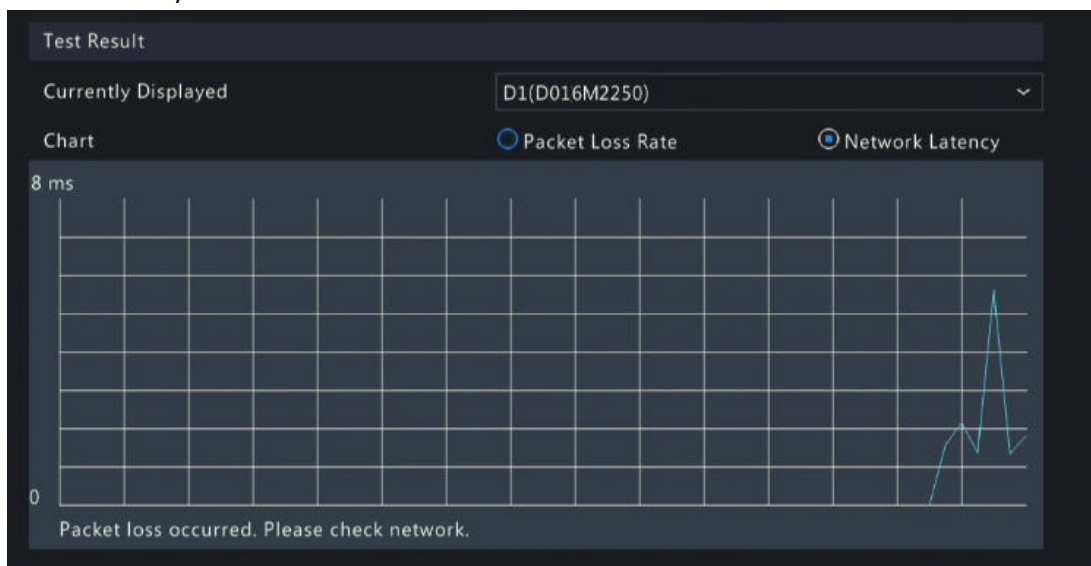 Test Result
Currently Displayed D1(D016M2250)
Chart Packet Loss Rate Network Latency
8 ms
0
Packet loss occurred. Please check network.